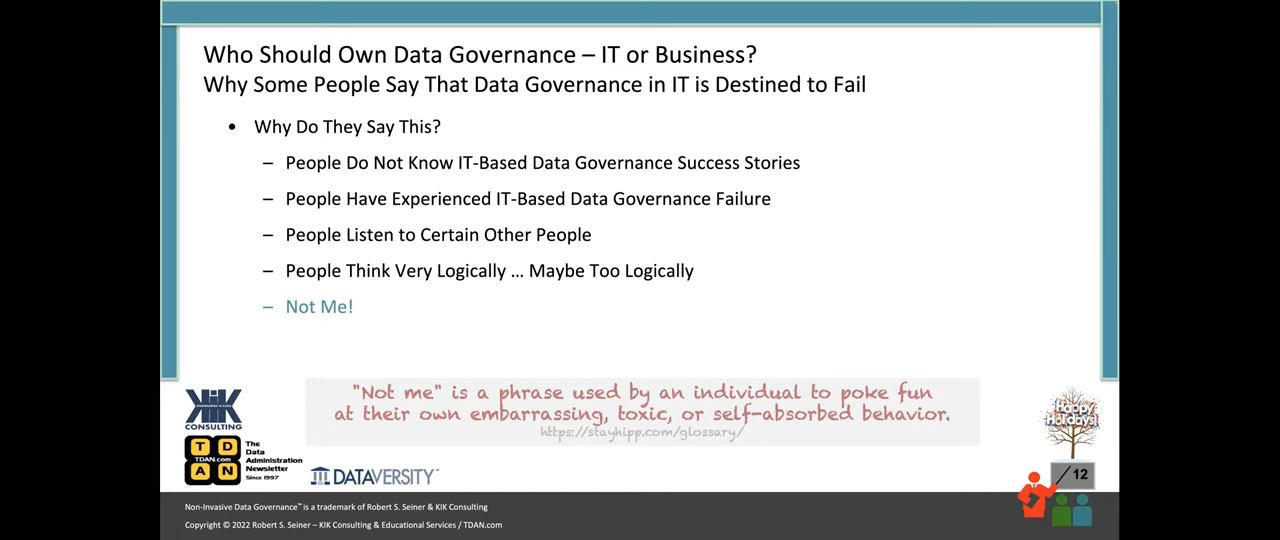 Who Should Own Data Governance – IT or Business?
Why Some People Say That Data Governance in IT is Destined to Fail
• Why Do They Say This?
– People Do Not Know IT-Based Data Governance Success Stories
– People Have Experienced IT-Based Data Governance Failure
– People Listen to Certain Other People
– People Think Very Logically … Maybe Too Logically
– Not Me!
"Not me" is a phrase used by an individual to poke fun
at their own embarrassing, toxic, or self-absorbed behavior.
https://stayhipp.com/glossary/
KIK
CONSULTING
T D
TDAN.com
A N
The
Data
Administration
Newsletter
Since 1997
DATAVERSITY™
Happy
Holidays!
12
Non-Invasive Data Governance™ is a trademark of Robert S. Seiner & KIK Consulting
Copyright © 2022 Robert S. Seiner – KIK Consulting & Educational Services / TDAN.com